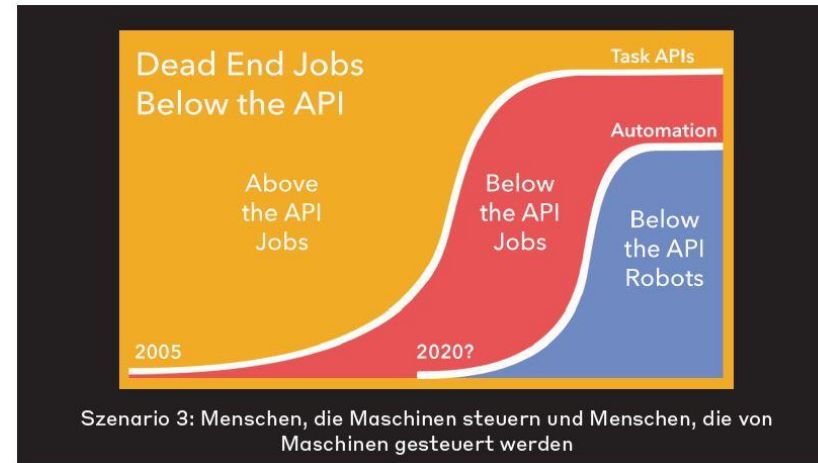 Dead End Jobs
Below the API
Task APIs
Automation
Above
the API
Jobs
Below
the API
Jobs
Below
the API
Robots
2005
2020?
Szenario 3: Menschen, die Maschinen steuern und Menschen, die von
Maschinen gesteuert werden